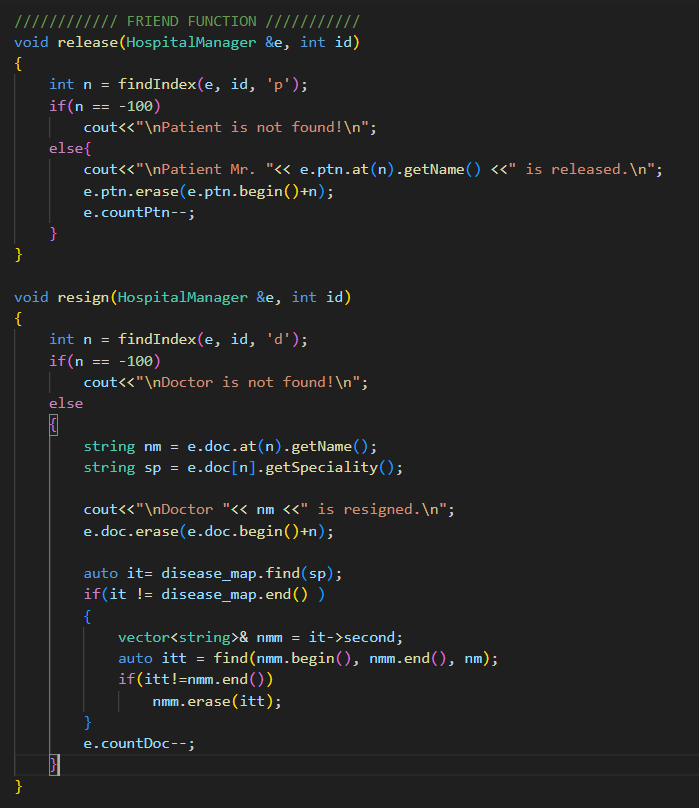 //////////// FRIEND FUNCTION ///////////
void release(HospitalManager &e, int id)
{
    int n = findIndex(e, id, 'p');
    if(n == -100)
        cout<<"\nPatient is not found!\n";
    else{
        cout<<"\nPatient Mr. "<< e.ptn.at(n).getName() <<" is released.\n";
        e.ptn.erase(e.ptn.begin()+n);
        e.countPtn--;
    }
}

void resign(HospitalManager &e, int id)
{
    int n = findIndex(e, id, 'd');
    if(n == -100)
        cout<<"\nDoctor is not found!\n";
    else
    {
        string nm = e.doc.at(n).getName();
        string sp = e.doc[n].getSpeciality();

        cout<<"\nDoctor "<< nm <<" is resigned.\n";
        e.doc.erase(e.doc.begin()+n);

        auto it= disease_map.find(sp);
        if(it != disease_map.end() )
        {
            vector<string>& nmm = it->second;
            auto itt = find(nmm.begin(), nmm.end(), nm);
            if(itt!=nmm.end())
                nmm.erase(itt);
        }
        e.countDoc--;
    }
}